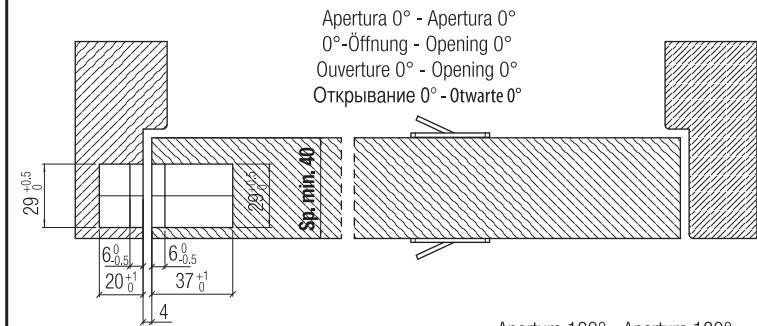 Apertura 0° - Apertura 0°
0°-Öffnung - Opening 0°
Ouverture 0° - Opening 0°
Открывание 0° - Otwarte 0°
Sp. min. 40
29 +0.5 0
29 +0.5 0
6 0 -0.5
6 0 -0.5
20 +1 0
37 +1 0
4